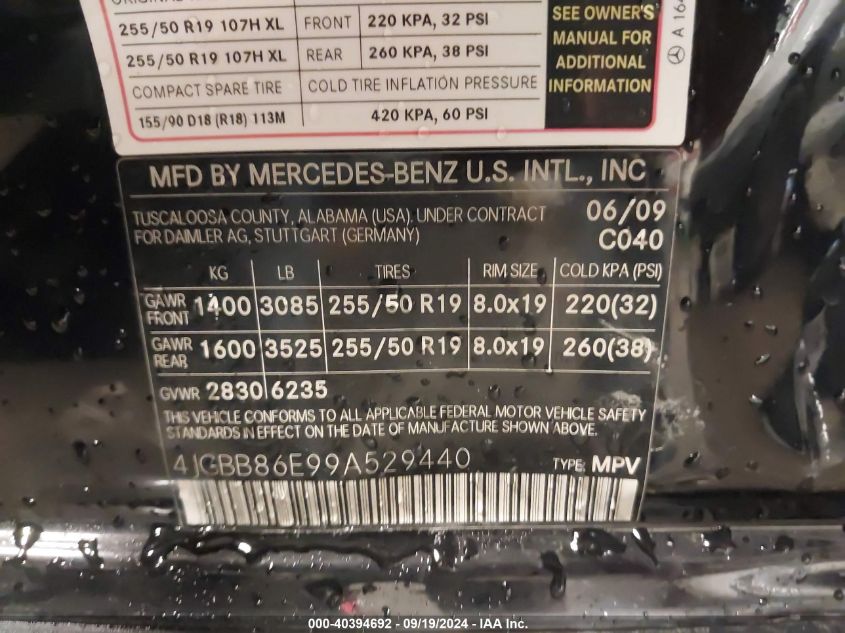 255/50 R19 107H XL FRONT 220 KPA, 32 PSI
255/50 R19 107H XL REAR 260 KPA, 38 PSI
COMPACT SPARE TIRE COLD TIRE INFLATION PRESSURE
155/90 D18 (R18) 113M 420 KPA, 60 PSI
SEE OWNER'S
MANUAL FOR
ADDITIONAL
INFORMATION
MFD BY MERCEDES-BENZ U.S. INTL., INC
TUSCALOOSA COUNTY, ALABAMA (USA). UNDER CONTRACT 06/09
FOR DAIMLER AG, STUTTGART (GERMANY) C040
KG LB TIRES RIM SIZE COLD KPA (PSI)
GAWR FRONT 1400 3085 255/50 R19 8.0x19 220(32)
GAWR REAR 1600 3525 255/50 R19 8.0x19 260(38)
GVWR 2830 6235
THIS VEHICLE CONFORMS TO ALL APPLICABLE FEDERAL MOTOR VEHICLE SAFETY
STANDARDS IN EFFECT ON THE DATE OF MANUFACTURE SHOWN ABOVE.
4JGBB86E99A529440 TYPE: MPV
000-40394692 - 09/19/2024 - IAA Inc.